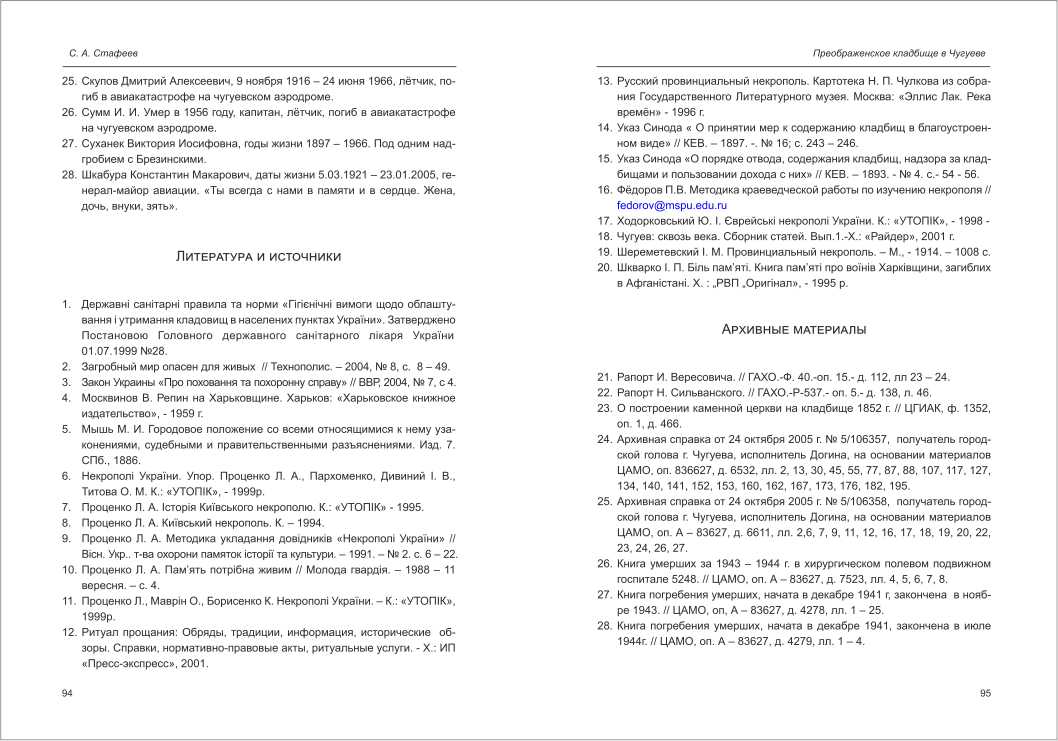 С. А. Стафеев
25. Скупов Дмитрий Алексеевич, 9 ноября 1916 – 24 июня 1966, лётчик, по-
гиб в авиакатастрофе на чугуевском аэродроме.
26. Сумм И. И. Умер в 1956 году, капитан, лётчик, погиб в авиакатастрофе
на чугуевском аэродроме.
27. Суханек Виктория Иосифовна, годы жизни 1897 – 1966. Под одним над-
гробием с Брезинскими.
28. Шкабура Константин Макарович, даты жизни 5.03.1921 – 23.01.2005, ге-
нерал-майор авиации. «Ты всегда с нами в памяти и в сердце. Жена,
дочь, внуки, зять».
Литература и источники
1. Державні санітарні правила та норми «Гігієнічні вимоги щодо облашту-
вання і утримання кладовищ в населених пунктах України». Затверджено
Постановою Головного державного санітарного лікаря України
01.07.1999 №28.
2. Загробный мир опасен для живых // Технополис. – 2004, № 8, с. 8 – 49.
3. Закон Украины «Про поховання та похоронну справу» // ВВР, 2004, № 7, с 4.
4. Москвинов В. Репин на Харьковщине. Харьков: «Харьковское книжное
издательство», - 1959 г.
5. Мышь М. И. Городовое положение со всеми относящимися к нему уза-
конениями, судебными и правительственными разъяснениями. Изд. 7.
СПб., 1886.
6. Некрополі України. Упор. Проценко Л. А., Пархоменко, Дивиний І. В.,
Титова О. М. К.: «УТОПІК», - 1999р.
7. Проценко Л. А. Історія Київського некрополю. К.: «УТОПІК» - 1995.
8. Проценко Л. А. Київський некрополь. К. – 1994.
9. Проценко Л. А. Методика укладання довідників «Некрополі України» //
Вісн. Укр.. т-ва охорони памяток історії та культури. – 1991. – № 2. с. 6 – 22.
10. Проценко Л. А. Пам’ять потрібна живим // Молода гвардія. – 1988 – 11
вересня. – с. 4.
11. Проценко Л., Маврін О., Борисенко К. Некрополі України. – К.: «УТОПІК»,
1999р.
12. Ритуал прощания: Обряды, традиции, информация, исторические об-
зоры. Справки, нормативно-правовые акты, ритуальные услуги. - Х.: ИП
«Пресс-экспресс», 2001.
94
Преображенское кладбище в Чугуеве
13. Русский провинциальный некрополь. Картотека Н. П. Чулкова из собра-
ния Государственного Литературного музея. Москва: «Эллис Лак. Река
времён» - 1996 г.
14. Указ Синода « О принятии мер к содержанию кладбищ в благоустроен-
ном виде» // КЕВ. – 1897. -. № 16; с. 243 – 246.
15. Указ Синода «О порядке отвода, содержания кладбищ, надзора за клад-
бищами и пользовании дохода с них» // КЕВ. – 1893. - № 4. с.- 54 - 56.
16. Фёдоров П.В. Методика краеведческой работы по изучению некрополя //
fedorov@mspu.edu.ru
17. Ходорковський Ю. І. Єврейські некрополі України. К.: «УТОПІК», - 1998 -
18. Чугуев: сквозь века. Сборник статей. Вып.1.-Х.: «Райдер», 2001 г.
19. Шереметевский І. М. Провинциальный некрополь. – М., - 1914. – 1008 с.
20. Шкварко І. П. Біль пам’яті. Книга пам’яті про воїнів Харківщини, загиблих
в Афганістані. Х. : „РВП „Оригінал», - 1995 р.
Архивные материалы
21. Рапорт И. Вересовича. // ГАХО.-Ф. 40.-оп. 15.- д. 112, лл 23 – 24.
22. Рапорт Н. Сильванского. // ГАХО.-Р-537.- оп. 5.- д. 138, л. 46.
23. О построении каменной церкви на кладбище 1852 г. // ЦГИАК, ф. 1352,
оп. 1, д. 466.
24. Архивная справка от 24 октября 2005 г. № 5/106357, получатель город-
ской голова г. Чугуева, исполнитель Догина, на основании материалов
ЦАМО, оп. 836627, д. 6532, лл. 2, 13, 30, 45, 55, 77, 87, 88, 107, 117, 127,
134, 140, 141, 152, 153, 160, 162, 167, 173, 176, 182, 195.
25. Архивная справка от 24 октября 2005 г. № 5/106358, получатель город-
ской голова г. Чугуева, исполнитель Догина, на основании материалов
ЦАМО, оп. А – 83627, д. 6611, лл. 2,6, 7, 9, 11, 12, 16, 17, 18, 19, 20, 22,
23, 24, 26, 27.
26. Книга умерших за 1943 – 1944 г. в хирургическом полевом подвижном
госпитале 5248. // ЦАМО, оп. А – 83627, д. 7523, лл. 4, 5, 6, 7, 8.
27. Книга погребения умерших, начата в декабре 1941 г, закончена в нояб-
ре 1943. // ЦАМО, оп, А – 83627, д. 4278, лл. 1 – 25.
28. Книга погребения умерших, начата в декабре 1941, закончена в июле
1944г. // ЦАМО, оп. А – 83627, д. 4279, лл. 1 – 4.
95